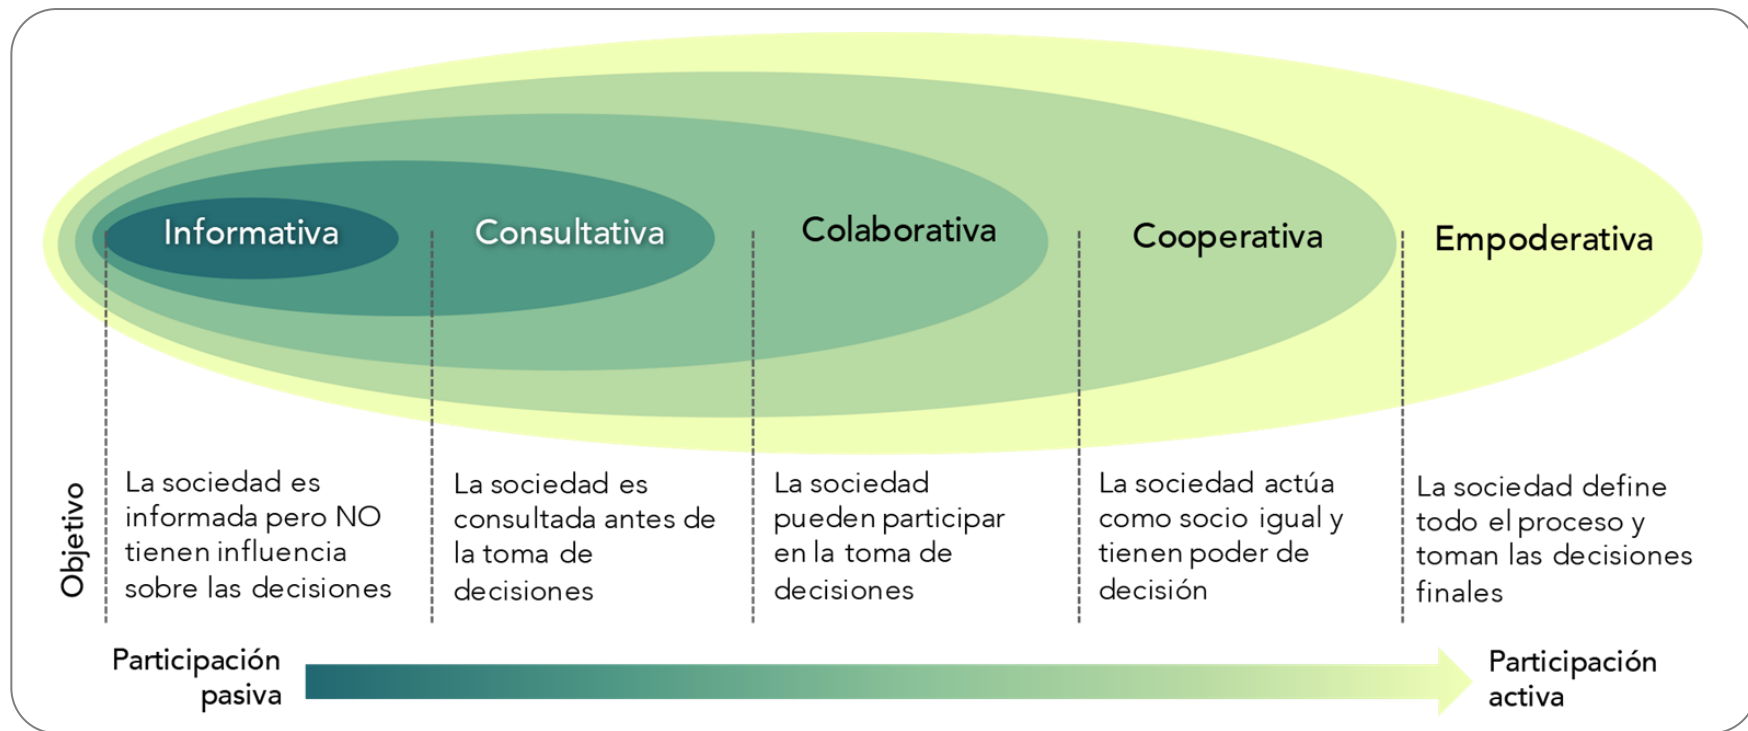 Informativa
Consultativa
Colaborativa
Cooperativa
Empoderativa
Objetivo
La sociedad es
informada pero NO
tienen influencia
sobre las decisiones
La sociedad es
consultada antes de
la toma de
decisiones
La sociedad
pueden participar
en la toma de
decisiones
La sociedad actúa
como socio igual y
tienen poder de
decisión
La sociedad define
todo el proceso y
toman las decisiones
finales
Participación
pasiva
Participación
activa